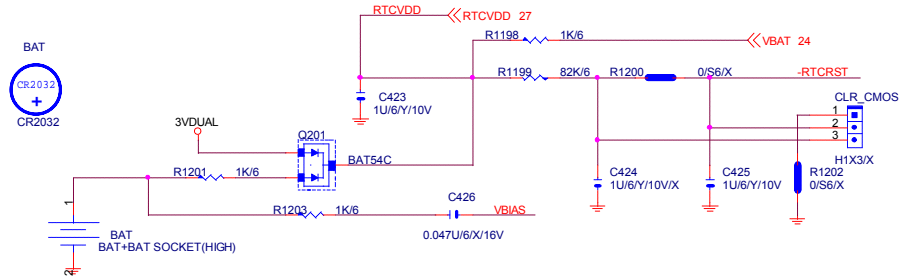 RTCVDD
RTCVDD 27
BAT
R1198
1K/6
VBAT 24
CR2032
+
CR2032
R1199
82K/6
R1200
0/S6/X
-RTCRST
C423
1U/6/Y/10V
CLR_CMOS
1
2
3
H1X3/X
3VDUAL
Q201
BAT54C
R1201
1K/6
C424
1U/6/Y/10V/X
C425
1U/6/Y/10V
R1202
0/S6/X
1
R1203
1K/6
C426
VBIAS
0.047U/6/X/16V
BAT
BAT+BAT SOCKET(HIGH)
2